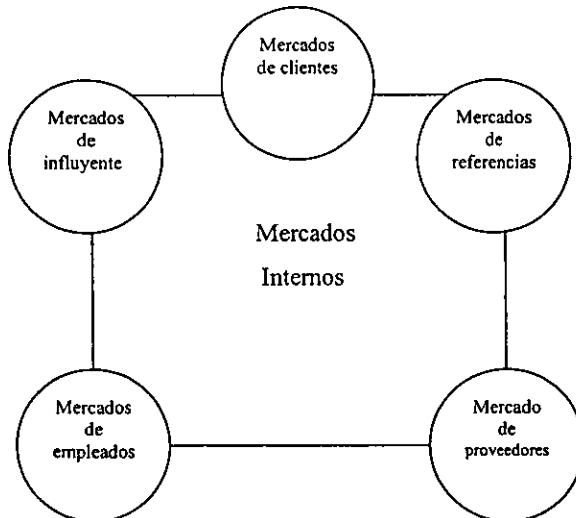 Mercados
de clientes
Mercados
de
influyente
Mercados
de
referencias
Mercados
Internos
Mercados
de
empleados
Mercado
de
proveedores